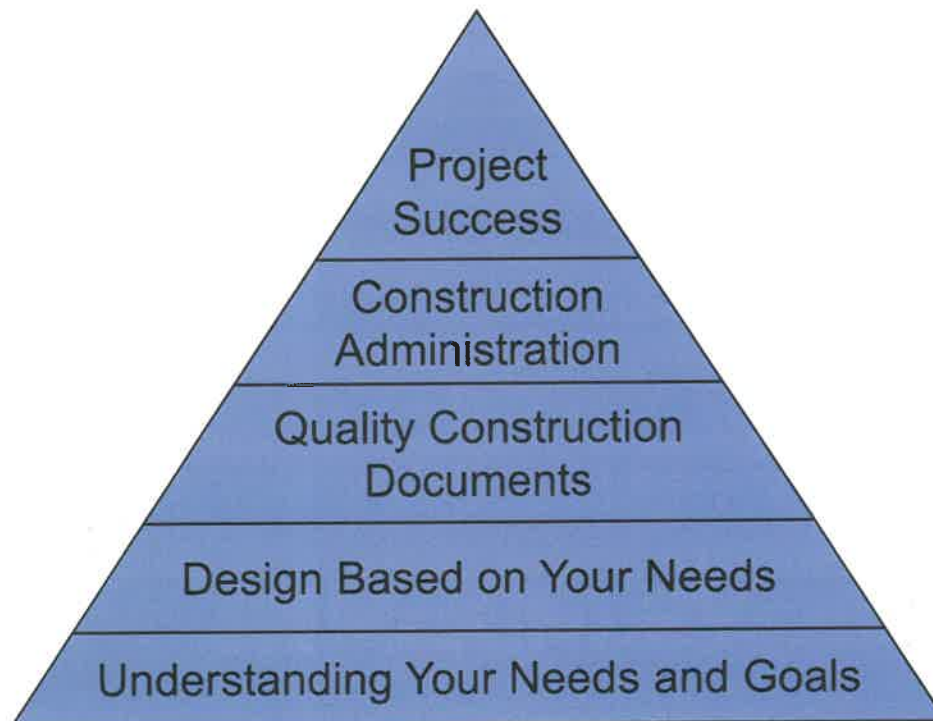 Project
Success
Construction
Administration
Quality Construction
Documents
Design Based on Your Needs
Understanding Your Needs and Goals